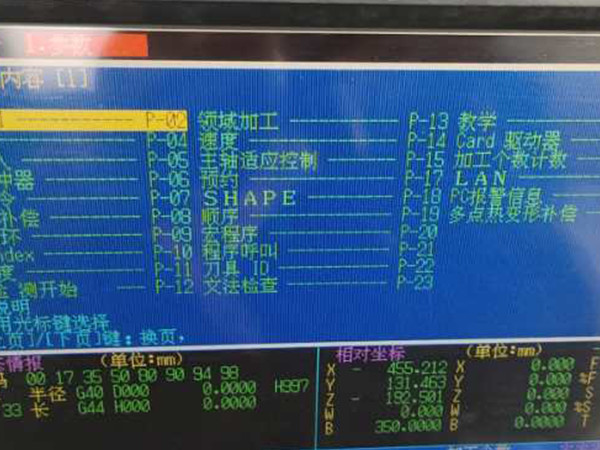 1.参数
内容 [1]
P-02 领域加工 P-13 教学
P-04 速度 P-14 Card 驱动器
P-05 主轴适应控制 P-15 加工个数计数
冲器 P-06 预约 P-17 LAN
令 P-07 SHAPE P-18 PC报警信息
补偿 P-08 顺序 P-19 多点热变形补偿
环 P-09 宏程序 P-20
ndex P-10 程序呼叫 P-21
度 P-11 刀具 ID P-22
测开始 P-12 文法检查 P-23
说明
用光标键选择
上页]/[下页]键：换页，
情报 (单位:mm) 相对坐标 (单位:mm)
码 00 17 35 50 80 90 94 98 X - 455.212 X 0.000 F
半径 G40 D000 0.0000 H997 Y 131.463 Y 0.000 %F
33 长 G44 H000 0.0000 Z - 192.501 Z 0.000 S
W 0.000 W 0.000 %S
B 350.0000 B 0.0000 T